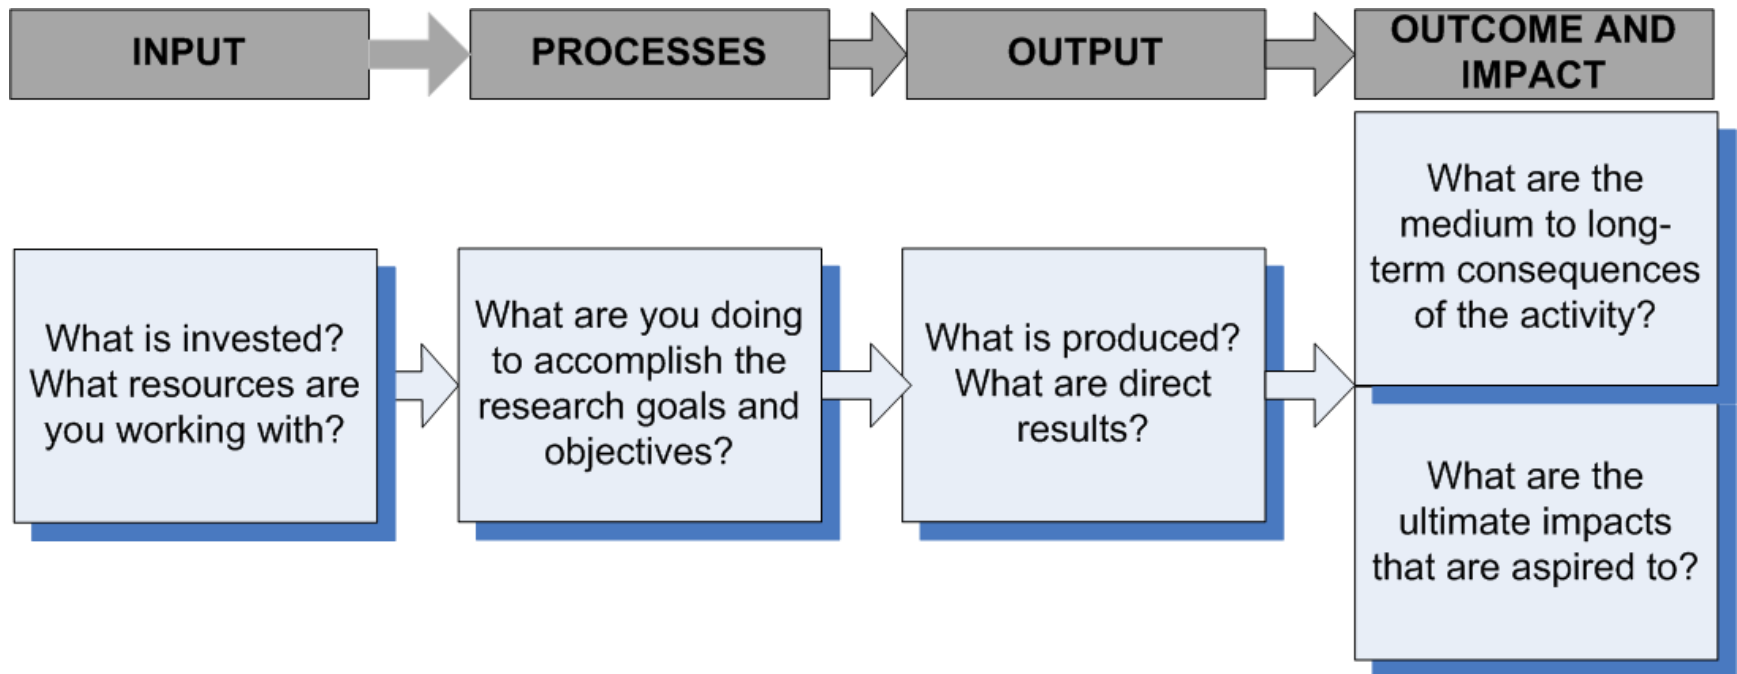 INPUT
PROCESSES
OUTPUT
OUTCOME AND
IMPACT
What is invested?
What resources are
you working with?
What are you doing
to accomplish the
research goals and
objectives?
What is produced?
What are direct
results?
What are the
medium to long-
term consequences
of the activity?
What are the
ultimate impacts
that are aspired to?